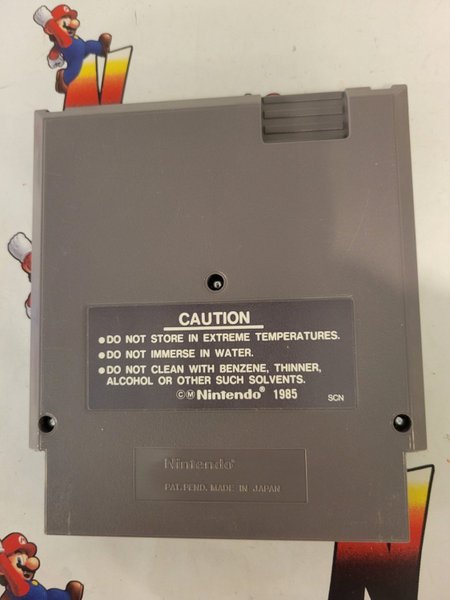 CAUTION
●DO NOT STORE IN EXTREME TEMPERATURES.
●DO NOT IMMERSE IN WATER.
●DO NOT CLEAN WITH BENZENE, THINNER,
ALCOHOL OR OTHER SUCH SOLVENTS.
©Ⓜ Nintendo® 1985 SCN
Nintendo®
PAT. PEND. MADE IN JAPAN